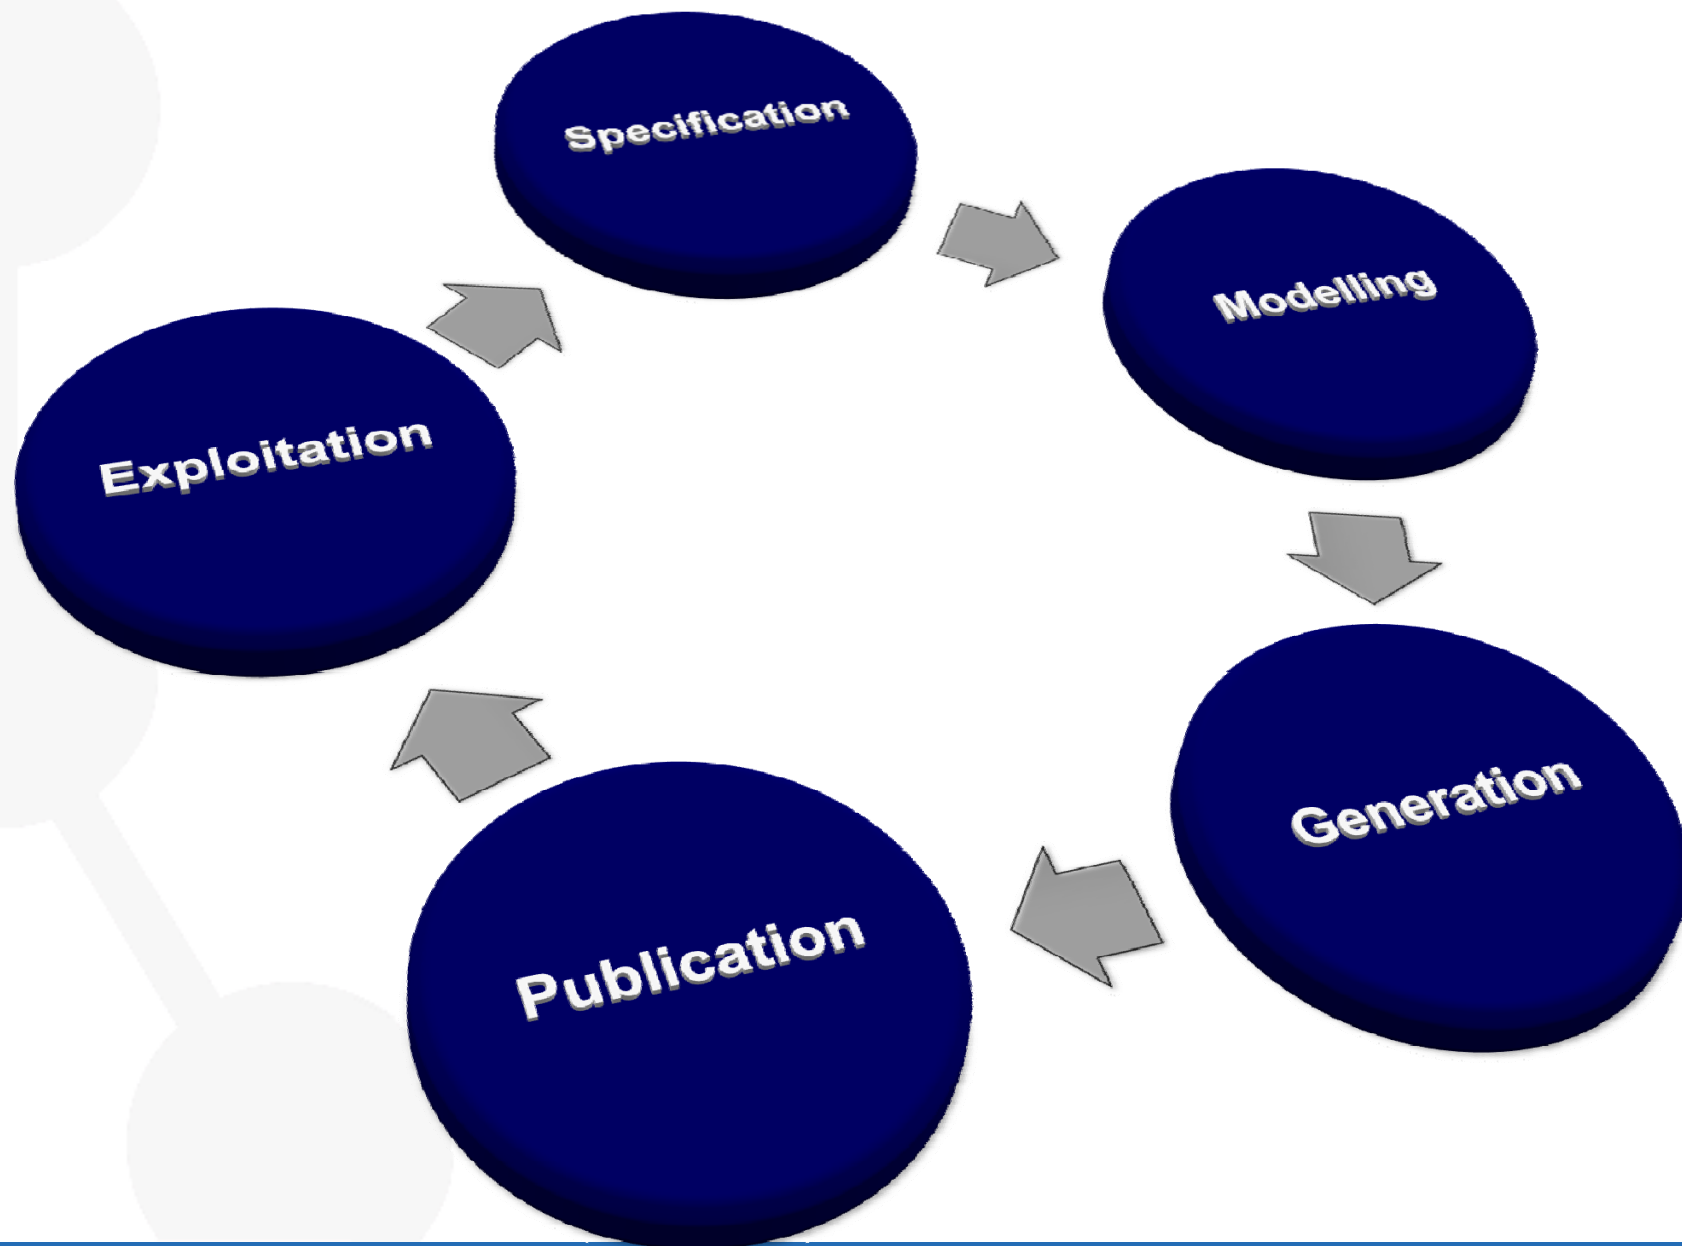 Specification
Modelling
Exploitation
Generation
Publication